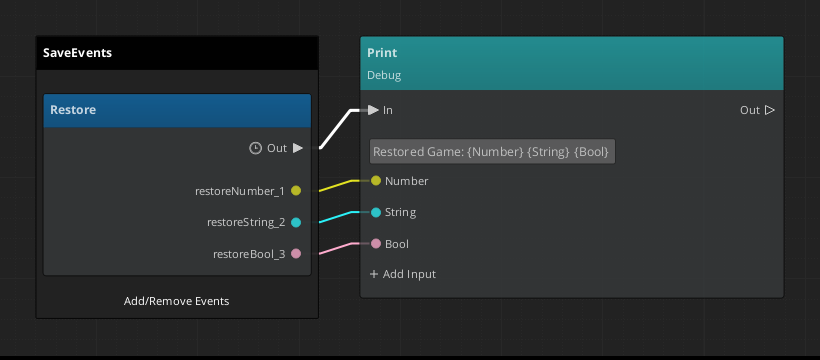 SaveEvents
Restore
Out
restoreNumber_1
restoreString_2
restoreBool_3
Add/Remove Events
Print
Debug
In
Out
Restored Game: {Number} {String} {Bool}
Number
String
Bool
+ Add Input